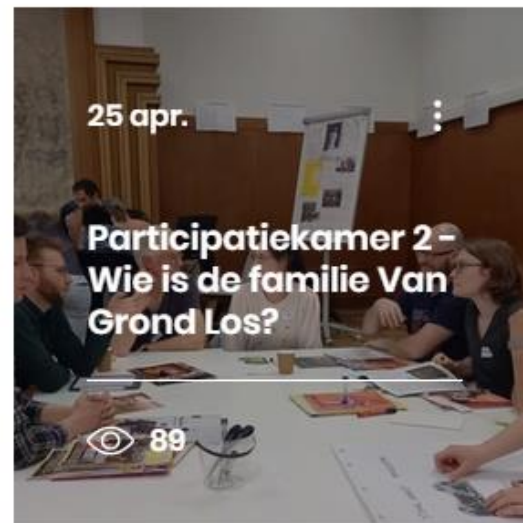 25 apr.
Participatiekamer 2 –
Wie is de familie Van
Grond Los?
89